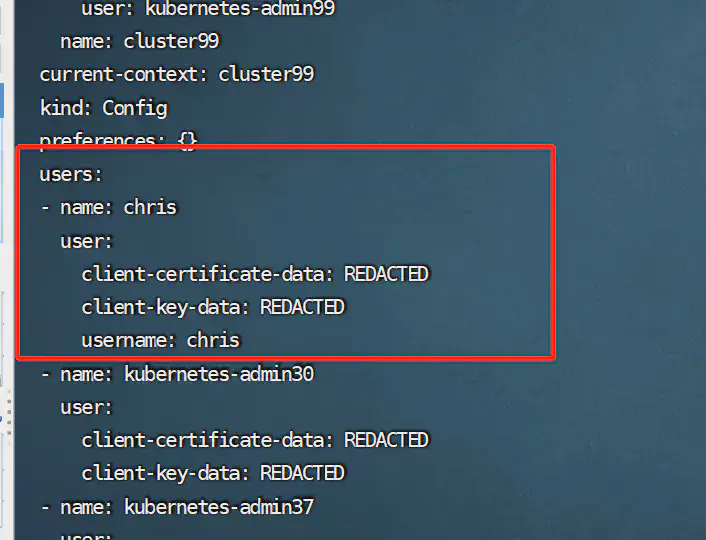 user: kubernetes-admin99
name: cluster99
current-context: cluster99
kind: Config
preferences: {}
users:
- name: chris
user:
client-certificate-data: REDACTED
client-key-data: REDACTED
username: chris
- name: kubernetes-admin30
user:
client-certificate-data: REDACTED
client-key-data: REDACTED
- name: kubernetes-admin37
user: